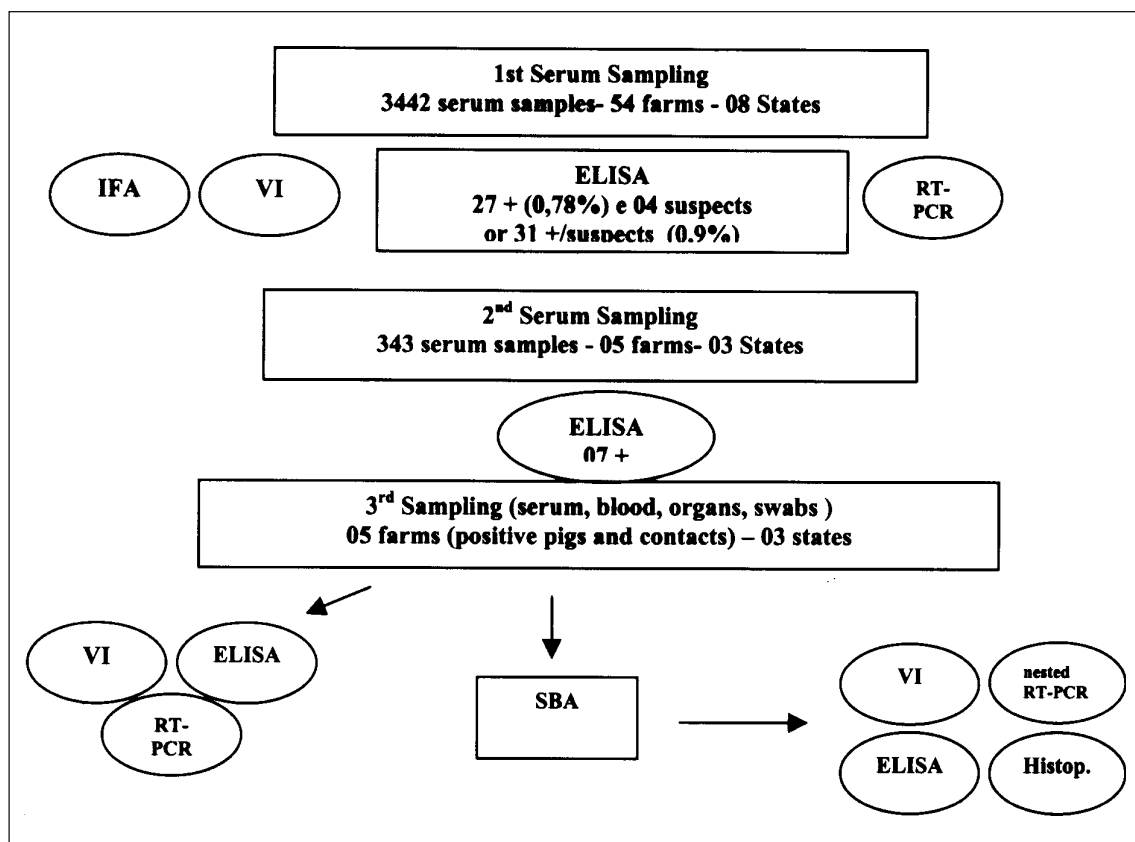 1st Serum Sampling
3442 serum samples- 54 farms - 08 States
IFA
VI
ELISA
27 + (0,78%) e 04 suspects
or 31 +/suspects (0.9%)
RT-
PCR
2nd Serum Sampling
343 serum samples - 05 farms- 03 States
ELISA
07 +
3rd Sampling (serum, blood, organs, swabs )
05 farms (positive pigs and contacts) – 03 states
VI
ELISA
RT-
PCR
SBA
VI
nested
RT-PCR
ELISA
Histop.